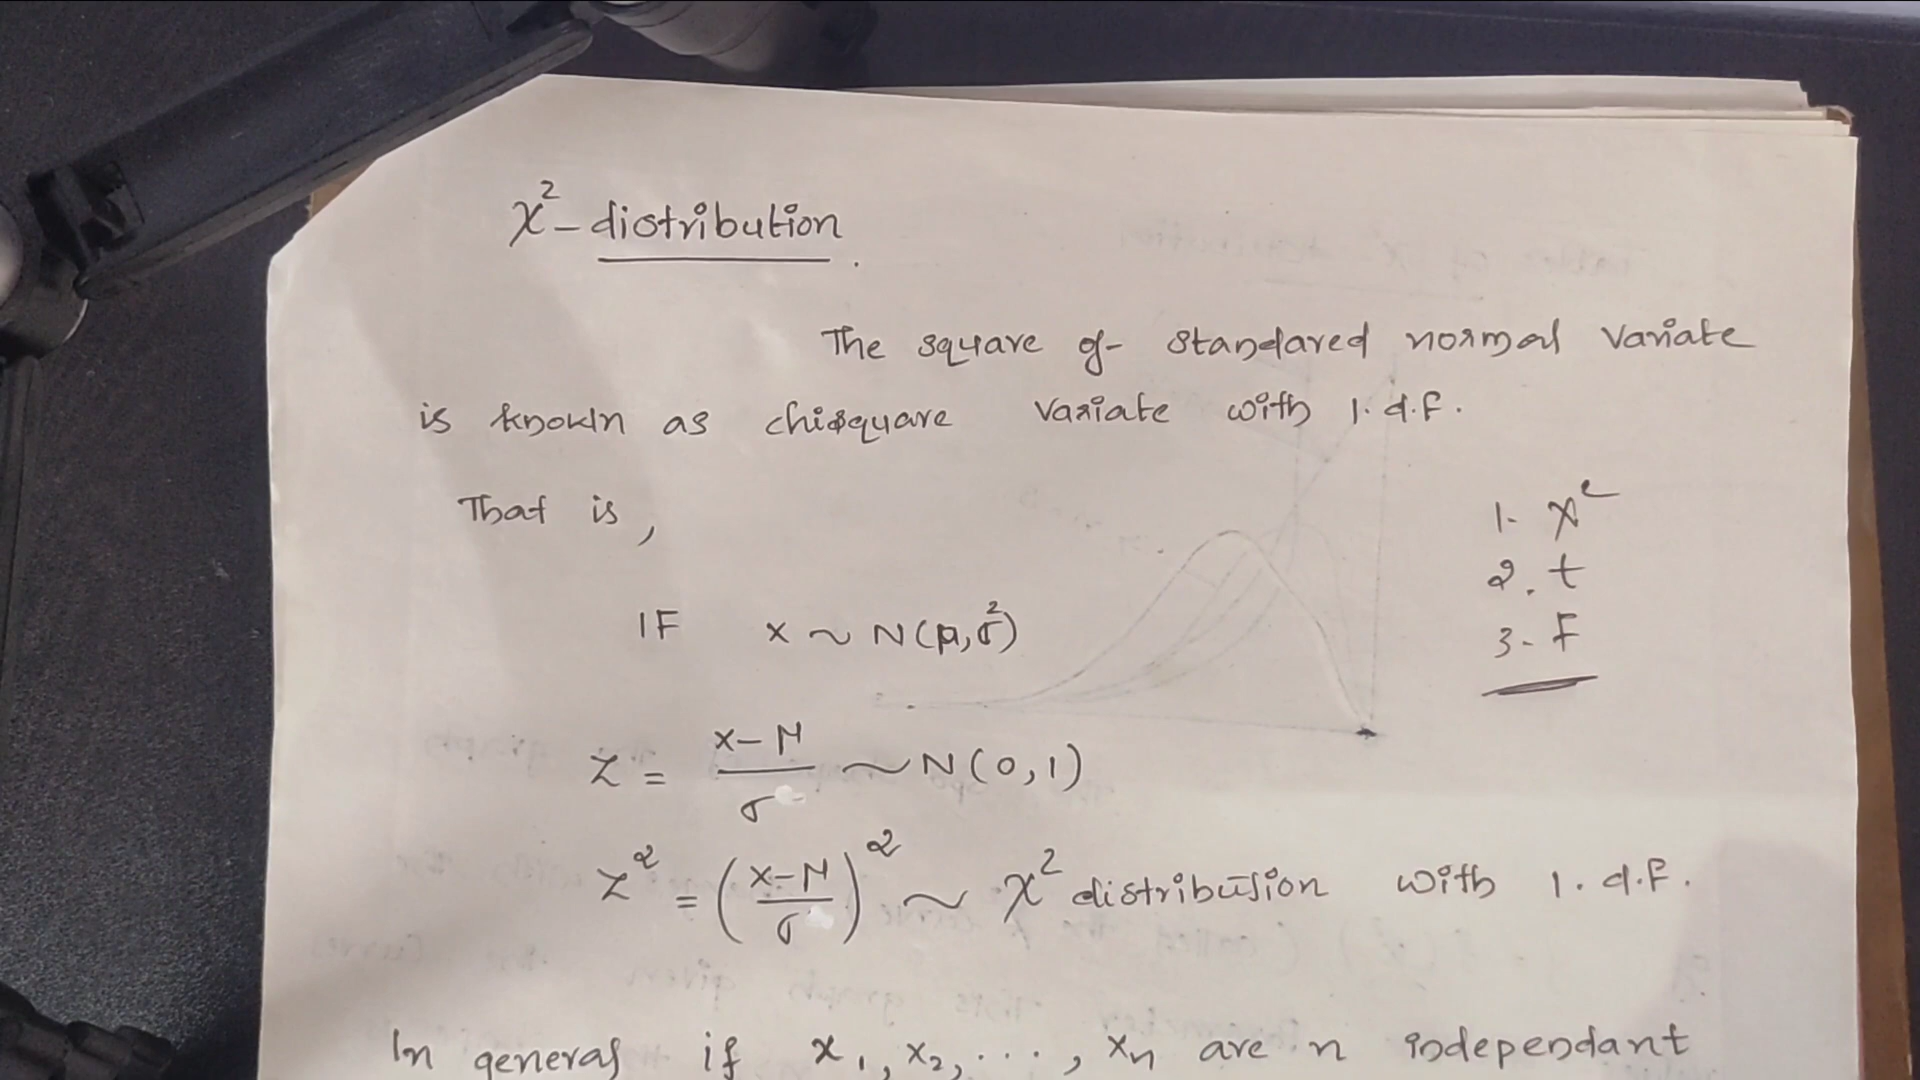 χ²-distribution.
The square of standared normal variate
is known as chisquare variate with 1.d.F.
That is,
1. χ²
2. t
3. F
IF x ~ N(μ,σ²)
Z = x-μ/σ ~ N(0,1)
Z² = (x-μ/σ)² ~ χ² distribution with 1.d.F.
In general if x₁, x₂, ..., xₙ are n independant